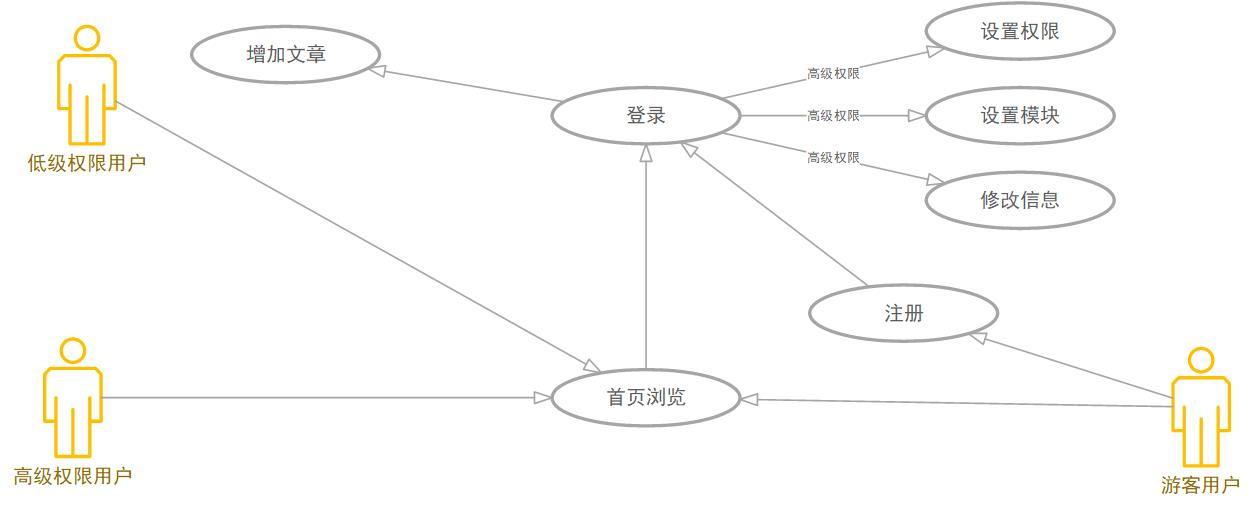 设置权限
增加文章
高级权限
登录
高级权限
设置模块
高级权限
低级权限用户
修改信息
注册
首页浏览
高级权限用户
游客用户